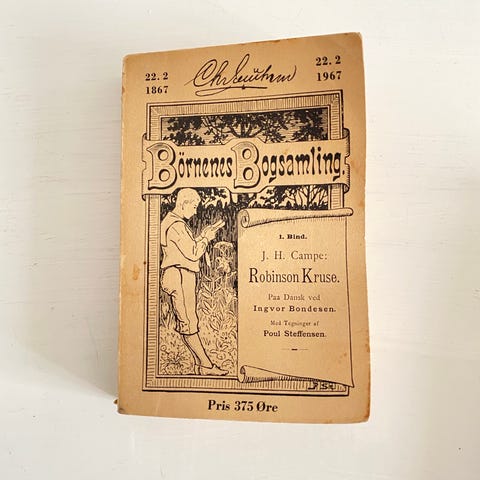 22.2
1867
22.2
1967
Börnenes Bogsamling.
1. Bind.
J. H. Campe:
Robinson Kruse.
Paa Dansk ved
Ingvor Bondesen.
Med Tegninger af
Poul Steffensen.
Pris 375 Øre